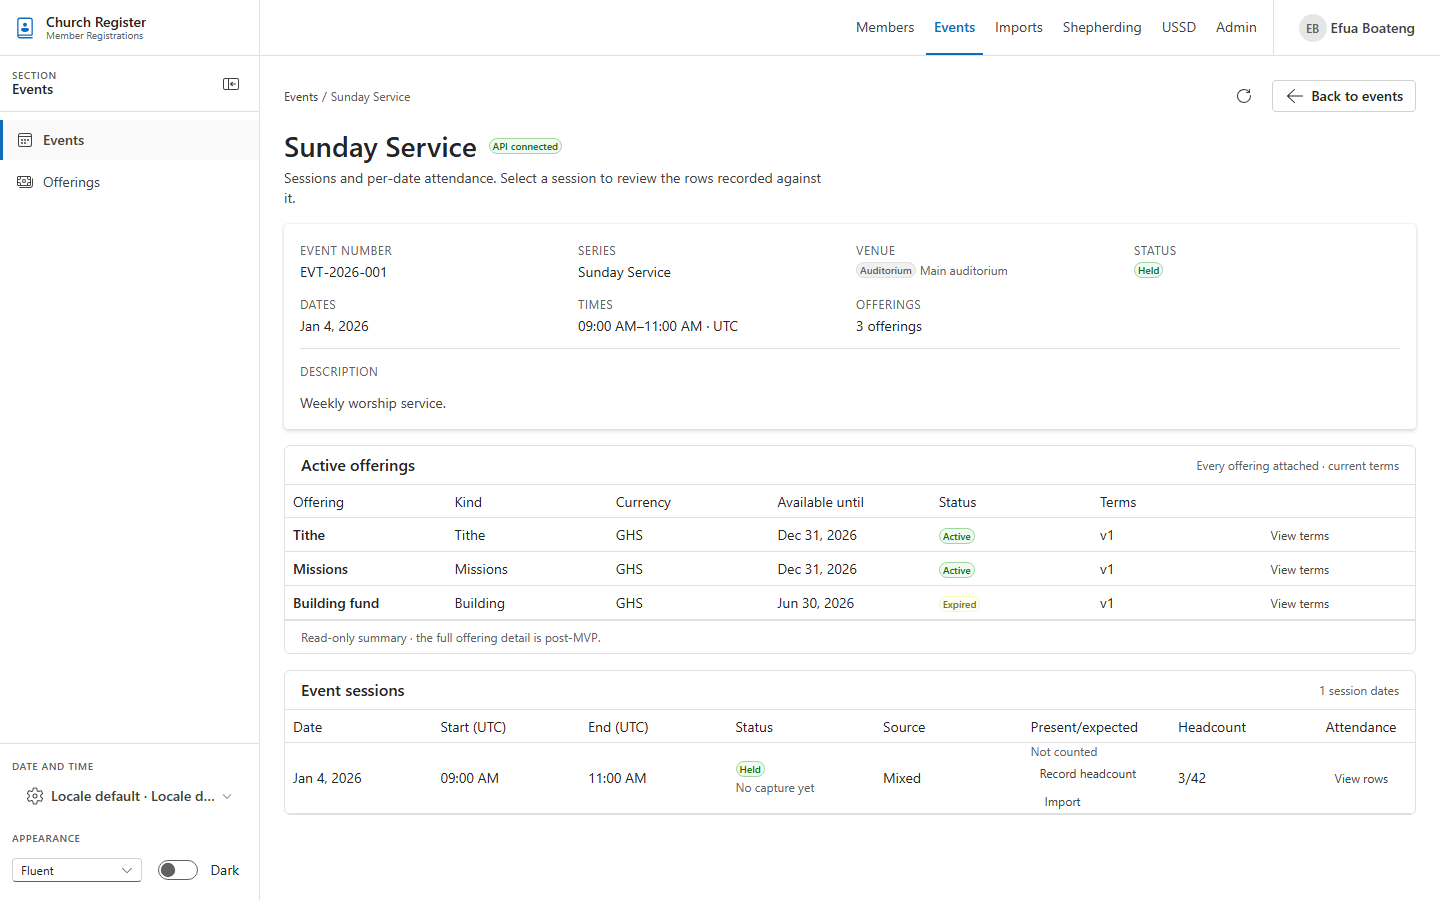 Church Register
Member Registrations
Members Events Imports Shepherding USSD Admin
EB Efua Boateng
SECTION
Events
Events
Offerings
Events / Sunday Service
Back to events
Sunday Service API connected
Sessions and per-date attendance. Select a session to review the rows recorded against
it.
EVENT NUMBER SERIES VENUE STATUS
EVT-2026-001 Sunday Service Auditorium Main auditorium Held
DATES TIMES OFFERINGS
Jan 4, 2026 09:00 AM–11:00 AM · UTC 3 offerings
DESCRIPTION
Weekly worship service.
Active offerings Every offering attached · current terms
Offering Kind Currency Available until Status Terms
Tithe Tithe GHS Dec 31, 2026 Active v1 View terms
Missions Missions GHS Dec 31, 2026 Active v1 View terms
Building fund Building GHS Jun 30, 2026 Expired v1 View terms
Read-only summary · the full offering detail is post-MVP.
Event sessions 1 session dates
Date Start (UTC) End (UTC) Status Source Present/expected Headcount Attendance
Jan 4, 2026 09:00 AM 11:00 AM Held No capture yet Mixed Not counted Record headcount Import 3/42 View rows
DATE AND TIME
Locale default · Locale d...
APPEARANCE
Fluent Dark